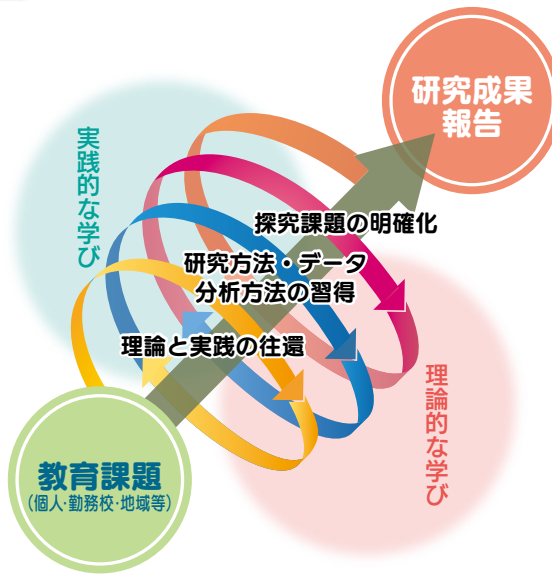 研究成果
報告
実践的な学び
探究課題の明確化
研究方法・データ
分析方法の習得
理論と実践の往還
理論的な学び
教育課題
(個人・勤務校・地域等)